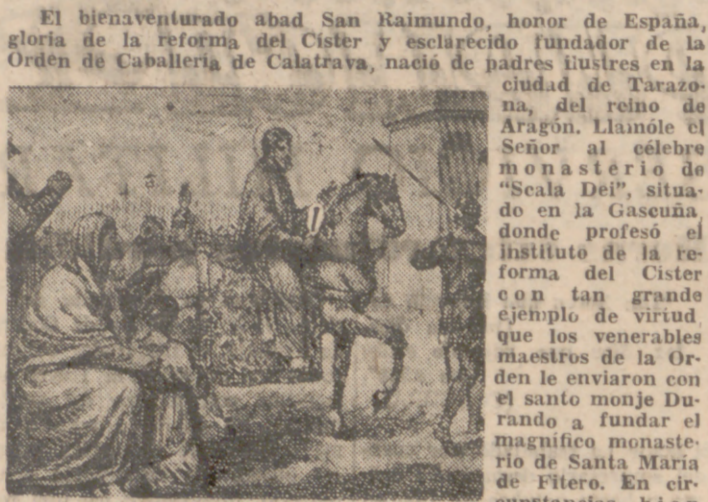 El bienaventurado abad San Raimundo, honor de España,
gloria de la reforma del Císter y esclarecido fundador de la
Orden de Caballería de Calatrava, nació de padres ilustres en la
ciudad de Tarazo-
na, del reino de
Aragón. Llamóle el
Señor al célebre
monasterio de
"Scala Dei", situa-
do en la Gascuña,
donde profesó el
instituto de la re-
forma del Císter
con tan grande
ejemplo de virtud,
que los venerables
maestros de la Or-
den le enviaron con
el santo monje Du-
rando a fundar el
magnífico monaste-
rio de Santa María
de Fitero. En cir-